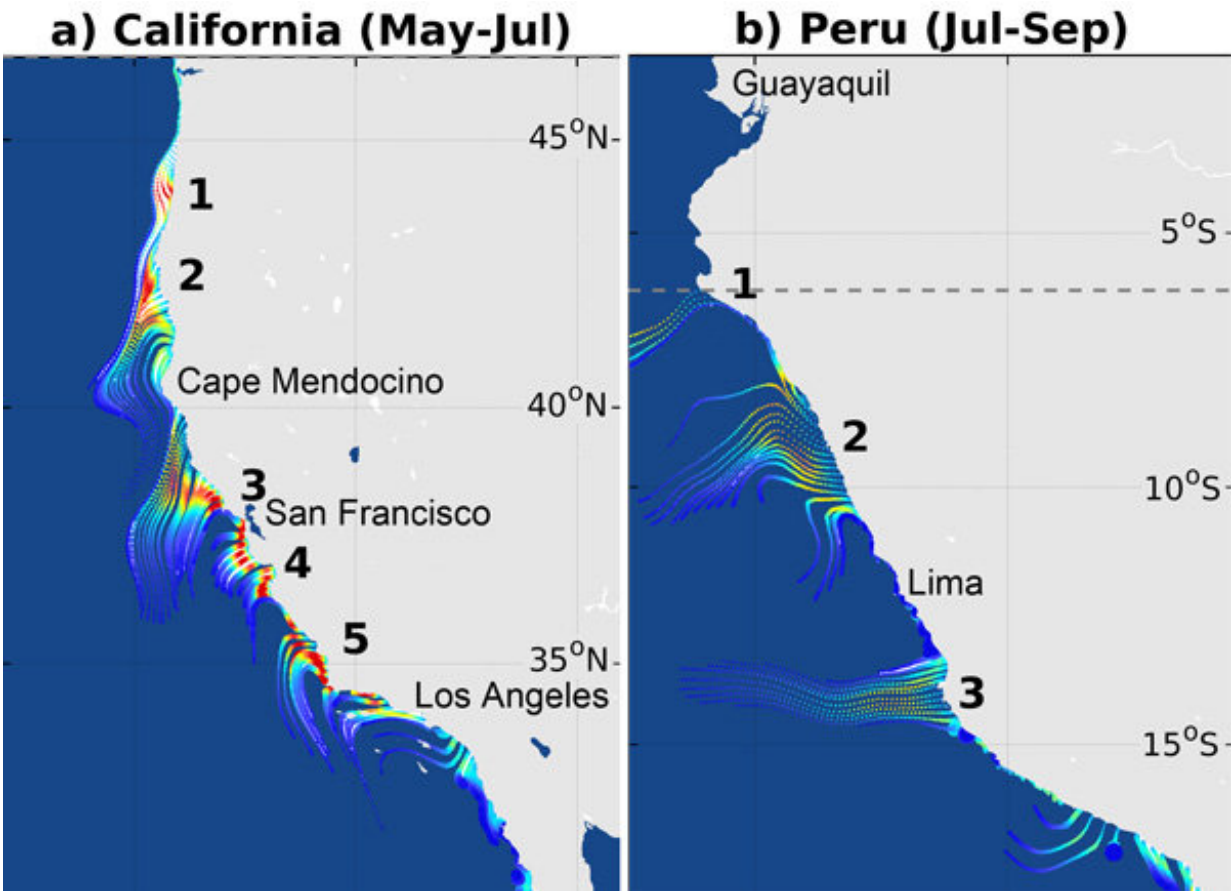 a) California (May-Jul)
45°N
1
2
Cape Mendocino
40°N
3
San Francisco
4
5
35°N
Los Angeles
b) Peru (Jul-Sep)
Guayaquil
5°S
1
2
10°S
Lima
3
15°S